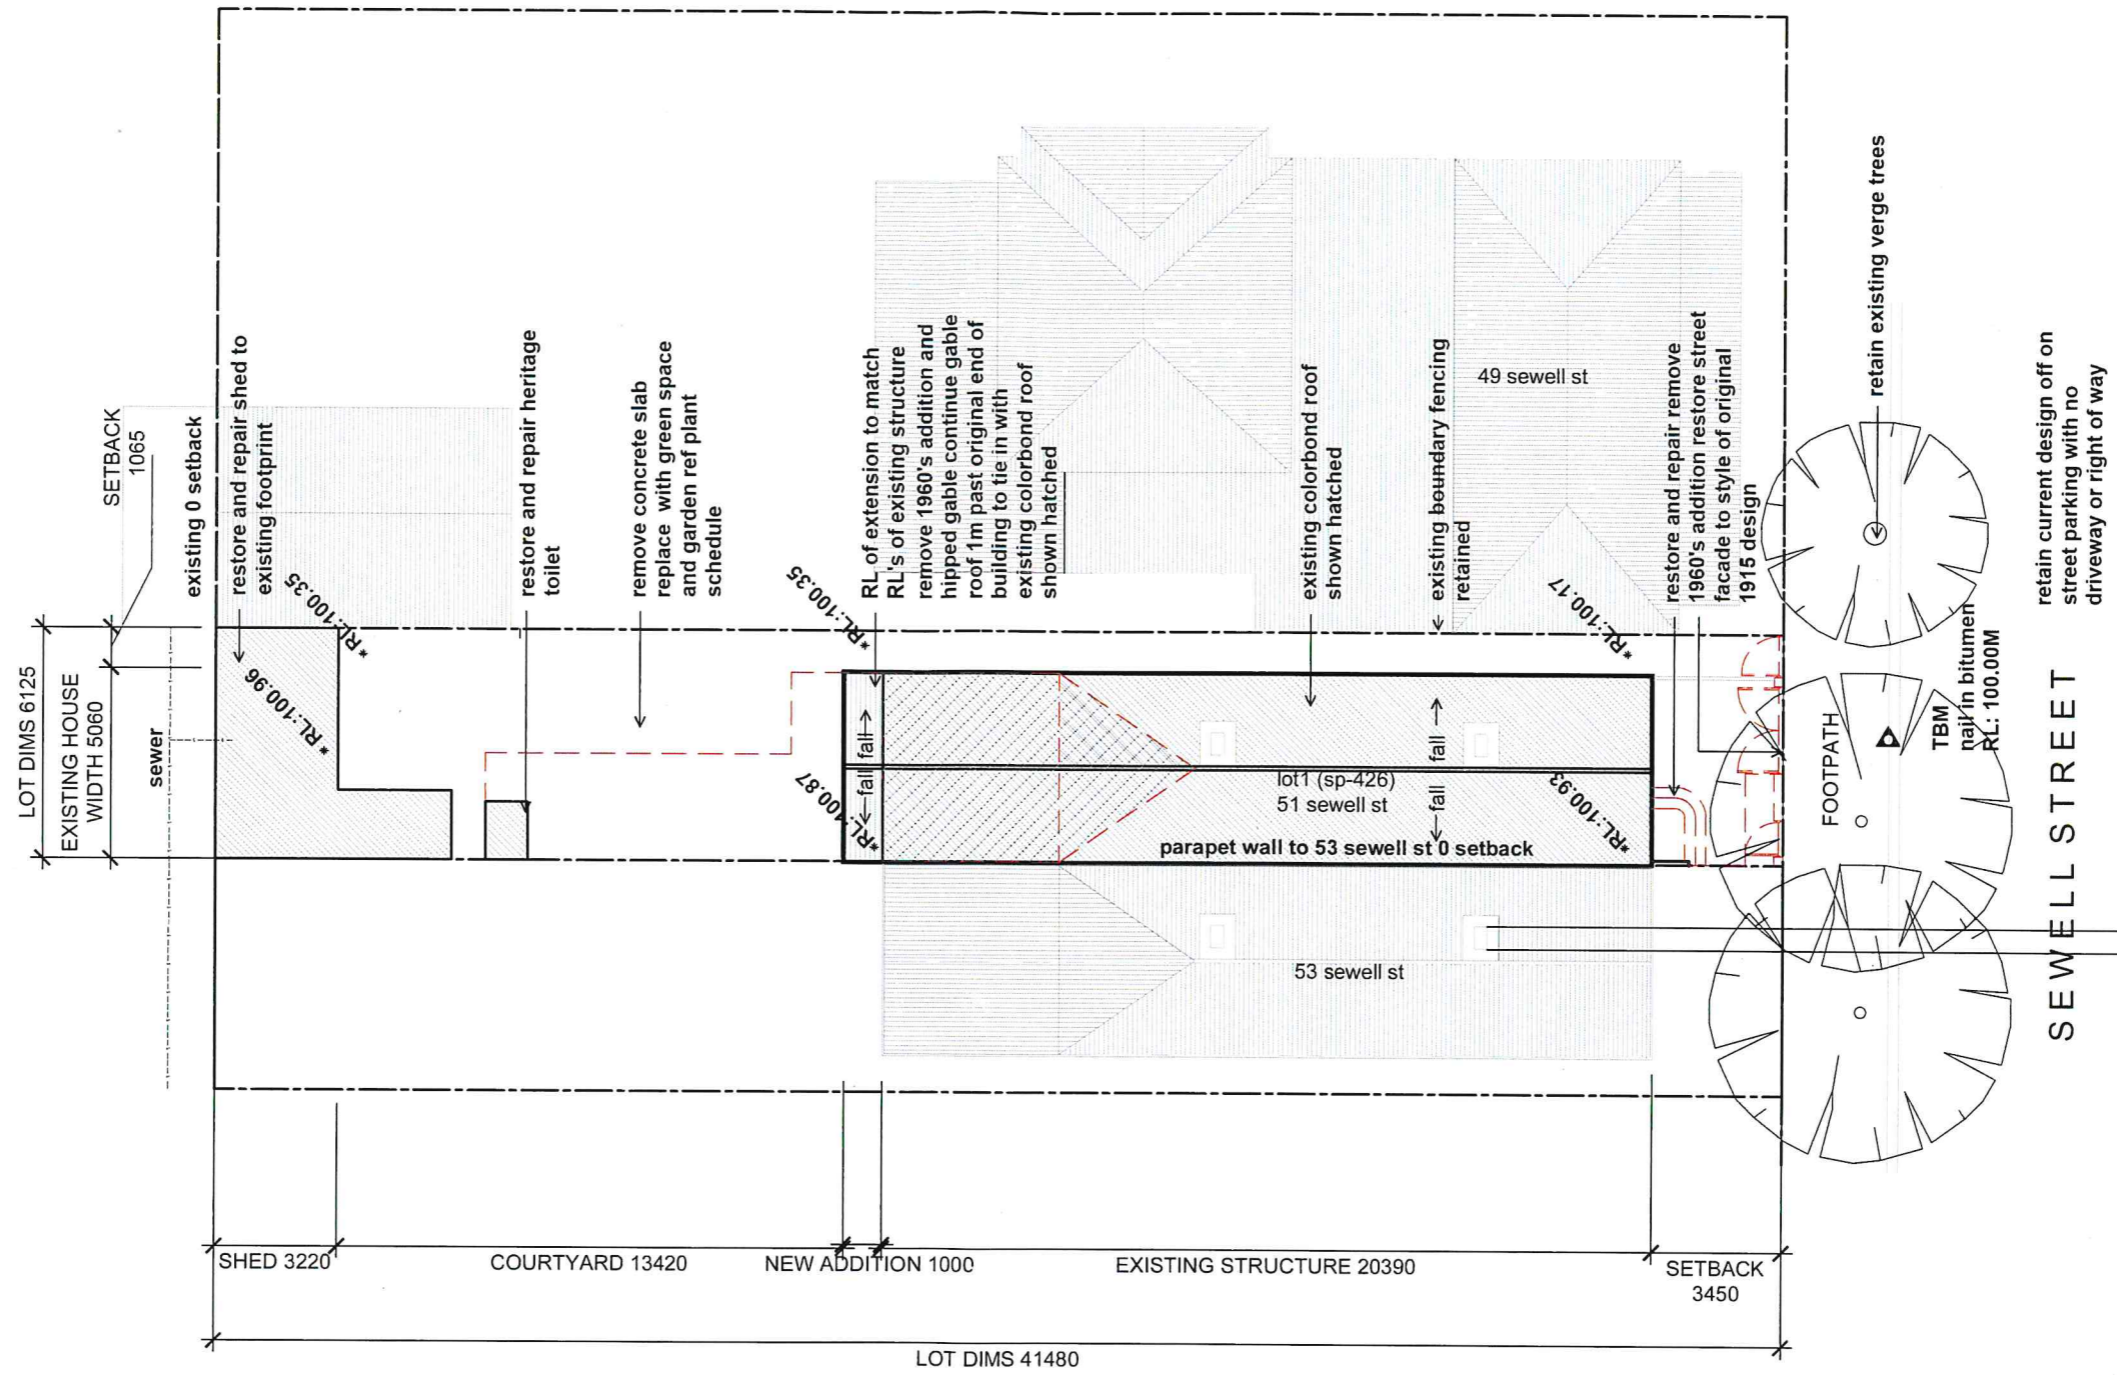 SETBACK
1065
existing 0 setback
restore and repair shed to
existing footprint
*RL:100.35
*RL:100.96
LOT DIMS 6125
EXISTING HOUSE
WIDTH 5060
sewer
restore and repair heritage
toilet
remove concrete slab
replace with green space
and garden ref plant
schedule
*RL:100.35
*RL:100.87
RL of extension to match
RL's of existing structure
remove 1960's addition and
hipped gable continue gable
roof 1m past original end of
building to tie in with
existing colorbond roof
shown hatched
fall
fall
existing colorbond roof
shown hatched
existing boundary fencing
retained
fall
fall
49 sewell st
lot1 (sp-426)
51 sewell st
parapet wall to 53 sewell st 0 setback
53 sewell st
*RL:100.17
*RL:100.93
restore and repair remove
1960's addition restore street
facade to style of original
1915 design
retain existing verge trees
FOOTPATH
TBM
nail in bitumen
RL: 100.00M
retain current design off on
street parking with no
driveway or right of way
SEWELL STREET
SHED 3220
COURTYARD 13420
NEW ADDITION 1000
EXISTING STRUCTURE 20390
SETBACK
3450
LOT DIMS 41480